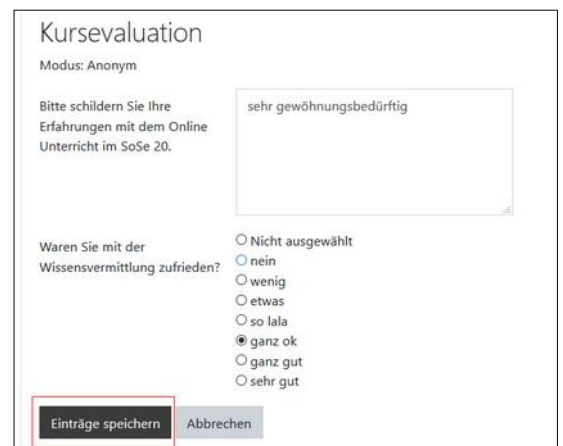 Kursevaluation
Modus: Anonym
Bitte schildern Sie Ihre
Erfahrungen mit dem Online
Unterricht im SoSe 20.
sehr gewöhnungsbedürftig
Waren Sie mit der
Wissensvermittlung zufrieden?
Nicht ausgewählt
nein
wenig
etwas
so lala
ganz ok
ganz gut
sehr gut
Einträge speichern Abbrechen